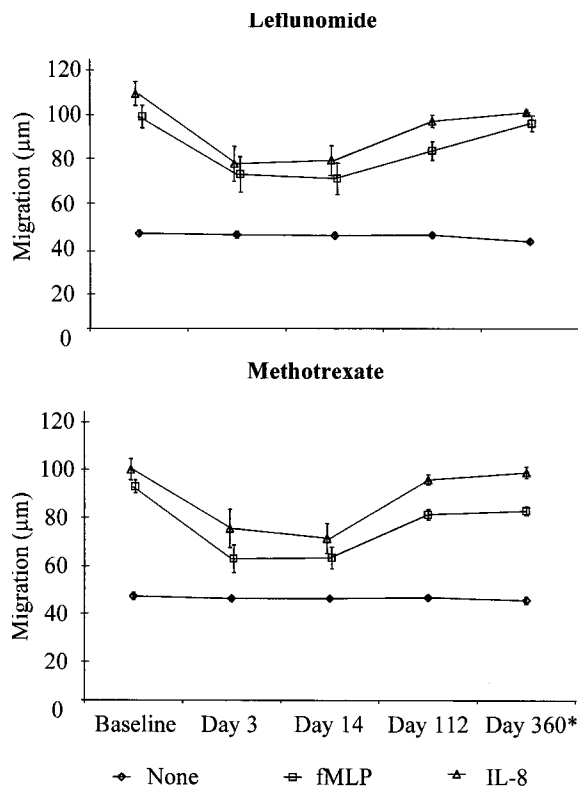 Leflunomide
120
100
80
60
40
20
0
Migration (μm)
Methotrexate
120
100
80
60
40
20
0
Migration (μm)
Baseline Day 3 Day 14 Day 112 Day 360*
None fMLP IL-8